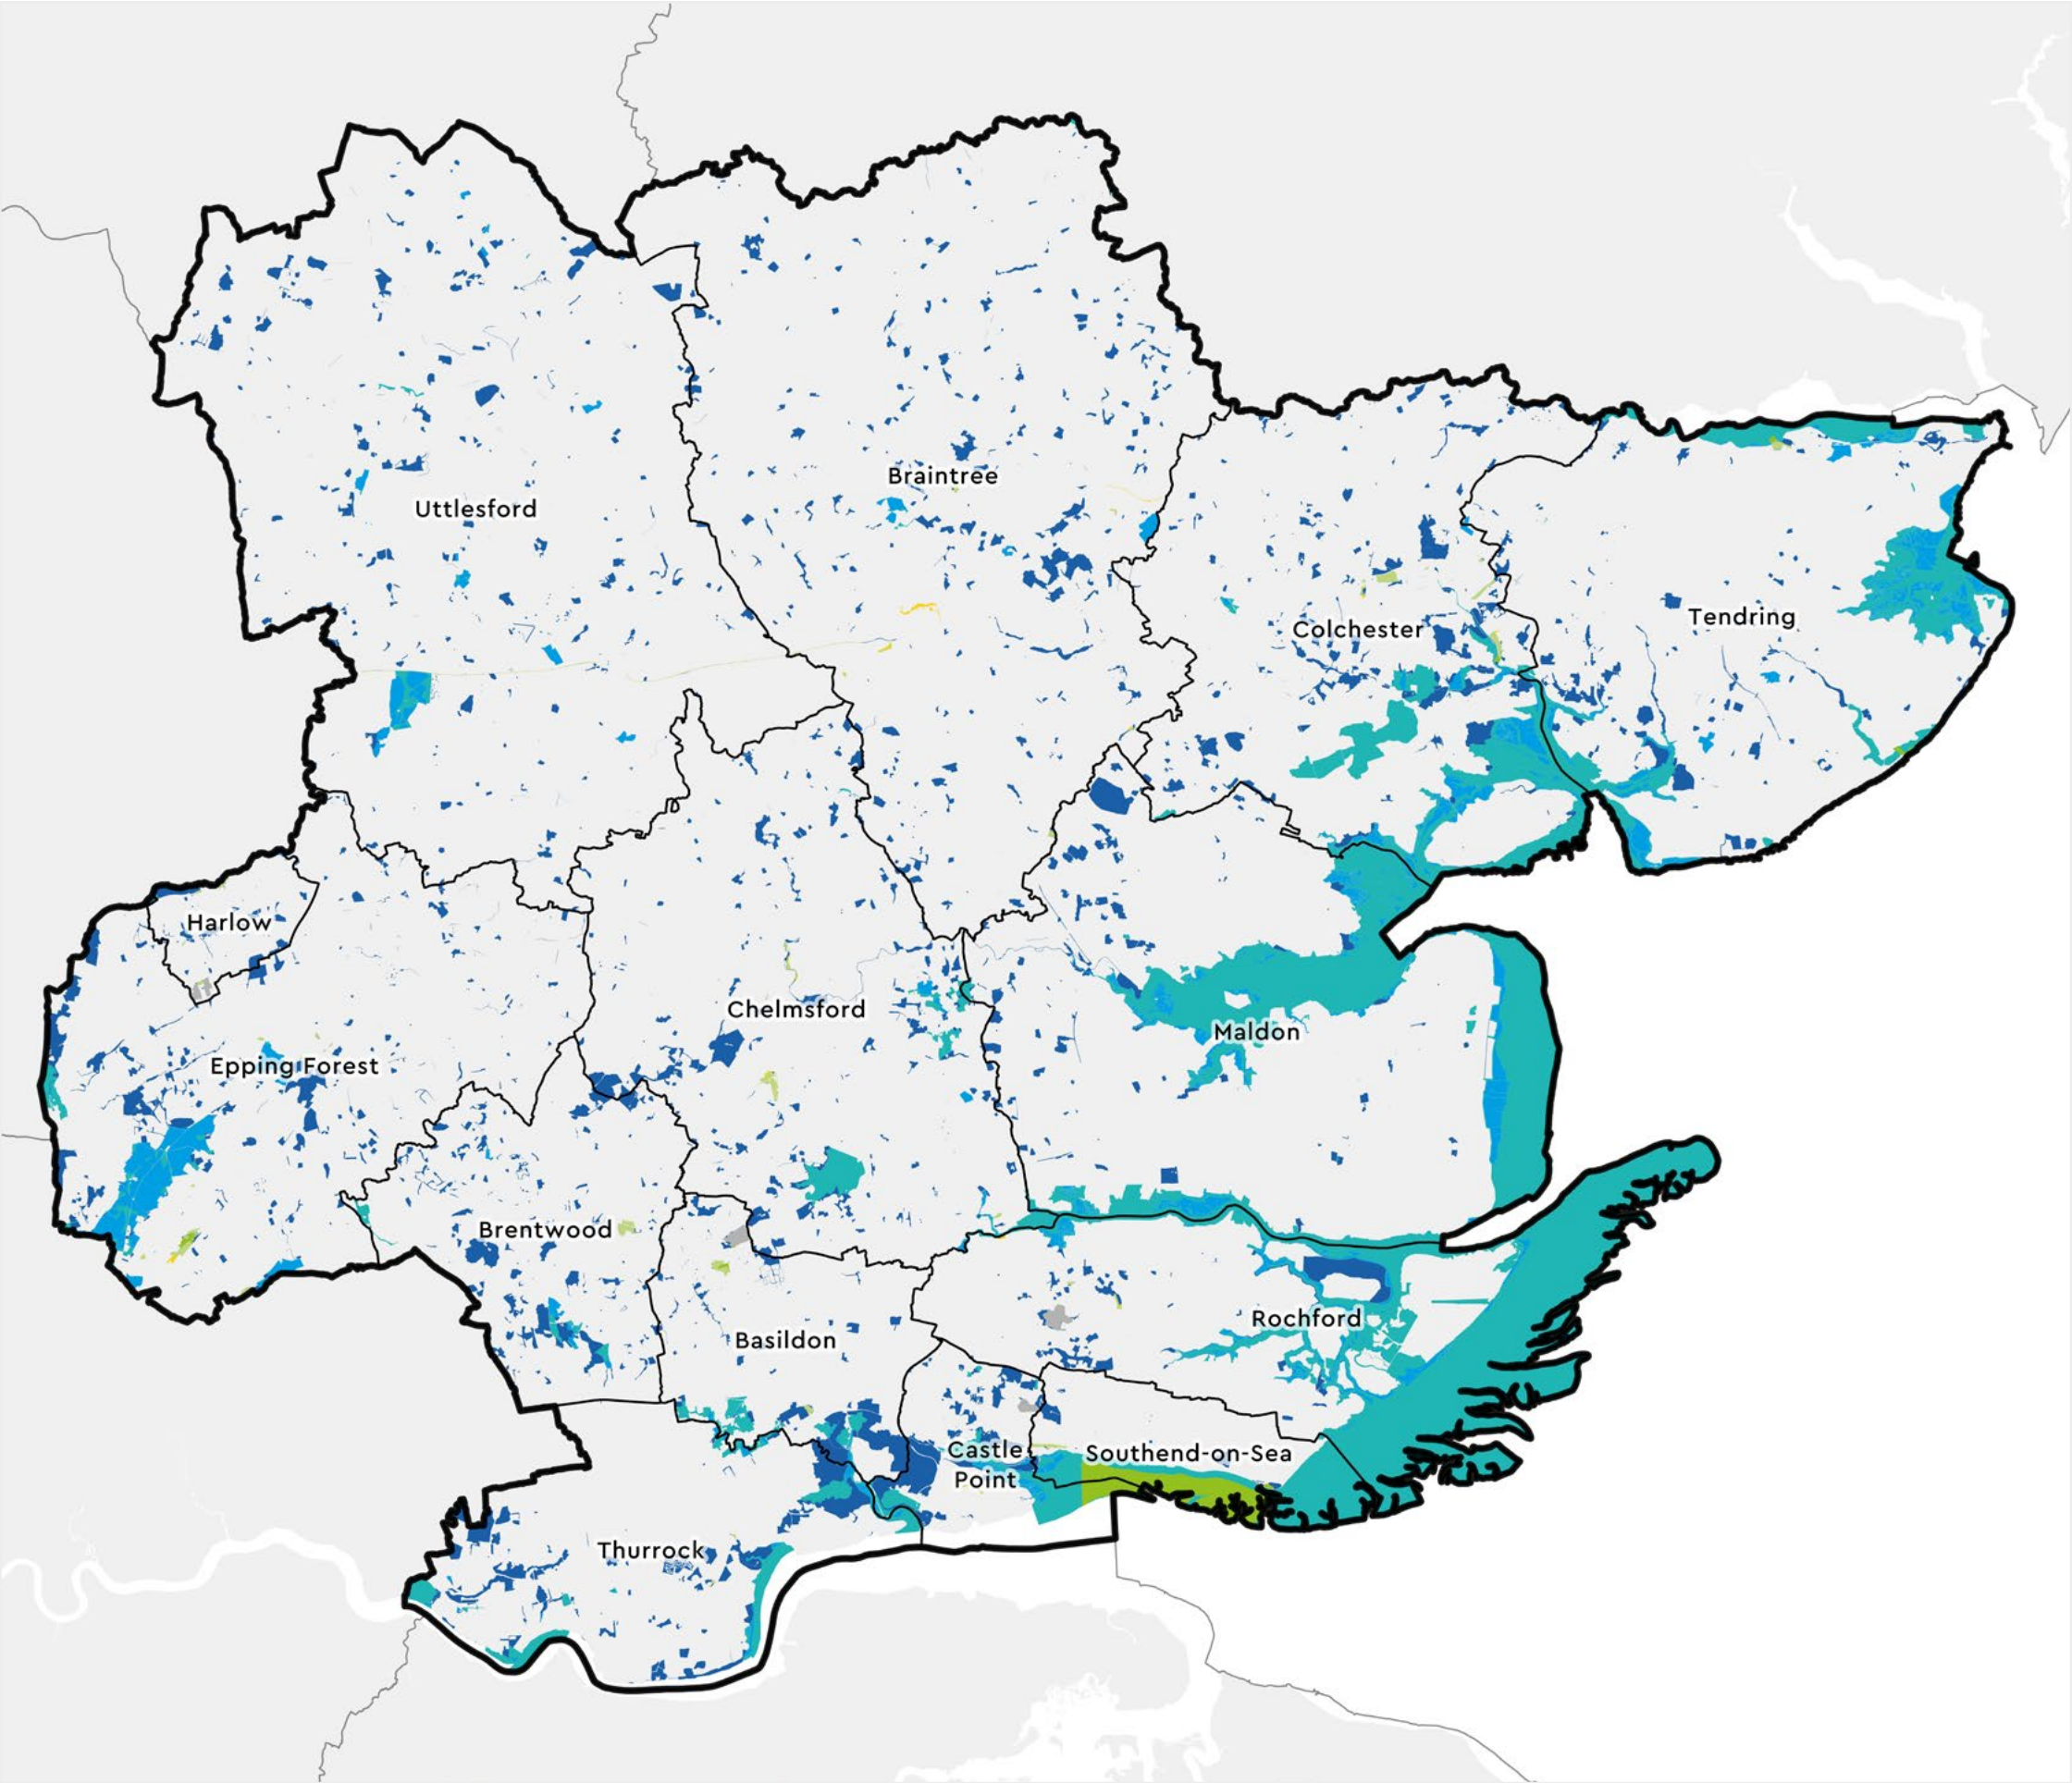 Braintree
Uttlesford
Colchester
Tendring
Harlow
Chelmsford
Maldon
Epping Forest
Brentwood
Rochford
Basildon
Castle
Point
Southend-on-Sea
Thurrock